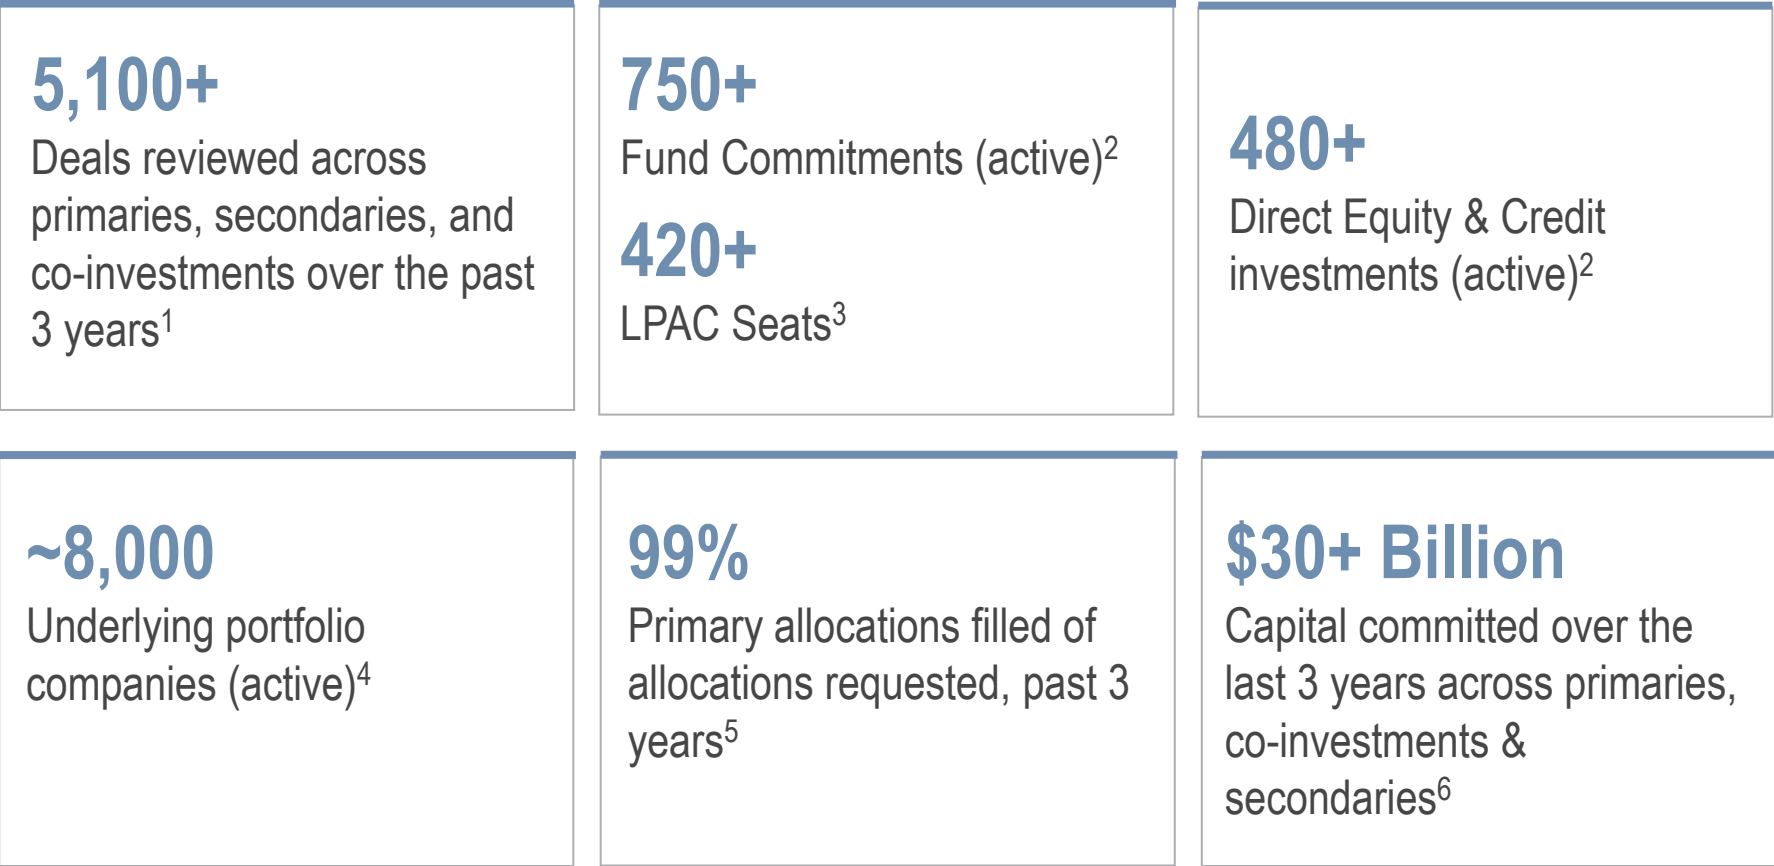 5,100+
Deals reviewed across
primaries, secondaries, and
co-investments over the past
3 years¹
750+
Fund Commitments (active)²
420+
LPAC Seats³
480+
Direct Equity & Credit
investments (active)²
~8,000
Underlying portfolio
companies (active)⁴
99%
Primary allocations filled of
allocations requested, past 3
years⁵
$30+ Billion
Capital committed over the
last 3 years across primaries,
co-investments &
secondaries⁶